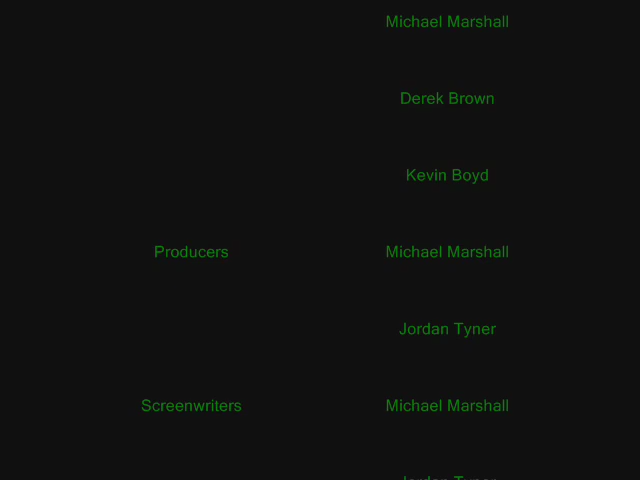 Michael Marshall
Derek Brown
Kevin Boyd
Producers Michael Marshall
Jordan Tyner
Screenwriters Michael Marshall